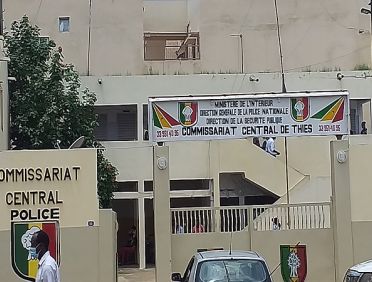 MINISTERE DE L'INTERIEUR
DIRECTION GENERALE DE LA POLICE NATIONALE
DIRECTION DE LA SECURITE PUBLIQUE
COMMISSARIAT CENTRAL DE THIES
COMMISSARIAT
CENTRAL
POLICE